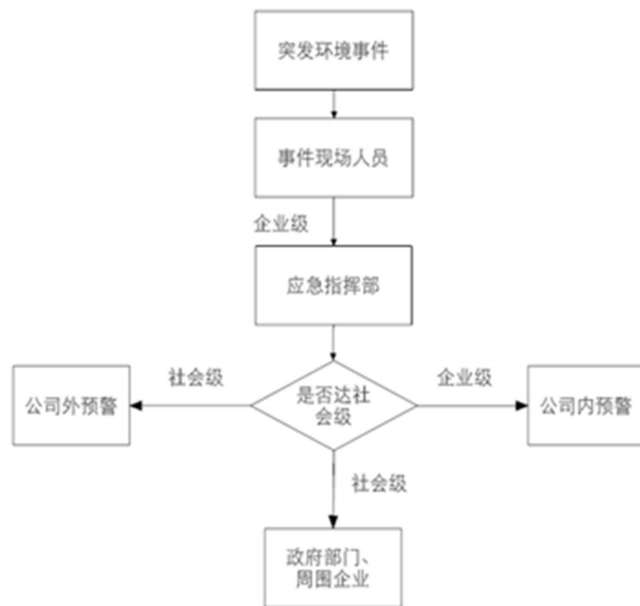 突发环境事件
事件现场人员
企业级
应急指挥部
社会级
企业级
公司外预警
是否达社
会级
公司内预警
社会级
政府部门、
周围企业